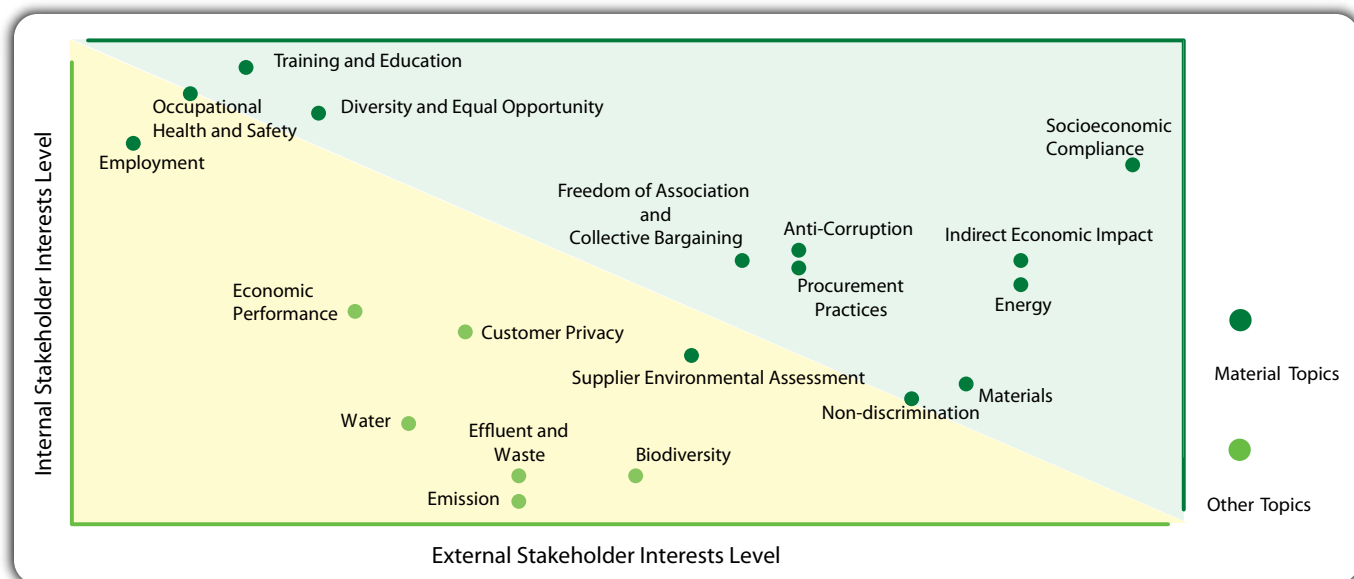 Internal Stakeholder Interests Level
Training and Education
Occupational
Health and Safety
Diversity and Equal Opportunity
Employment
Socioeconomic
Compliance
Freedom of Association
and
Collective Bargaining
Anti-Corruption
Procurement
Practices
Indirect Economic Impact
Energy
Economic
Performance
Customer Privacy
Supplier Environmental Assessment
Materials
Non-discrimination
Water
Effluent and
Waste
Biodiversity
Emission
External Stakeholder Interests Level
Material Topics
Other Topics